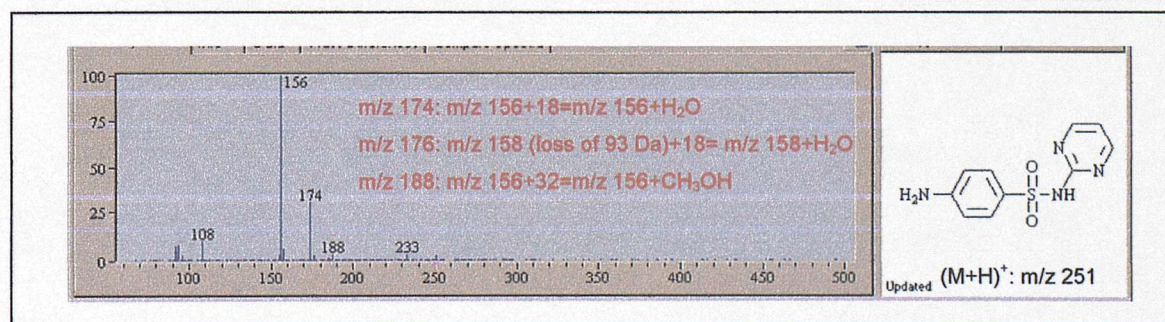 100
75
50
25
0
156
174
108
188
233
m/z 174: m/z 156+18=m/z 156+H₂O
m/z 176: m/z 158 (loss of 93 Da)+18= m/z 158+H₂O
m/z 188: m/z 156+32=m/z 156+CH₃OH
100 150 200 250 300 350 400 450 500
H₂N
O
S
NH
O
N
N
Updated (M+H)⁺: m/z 251